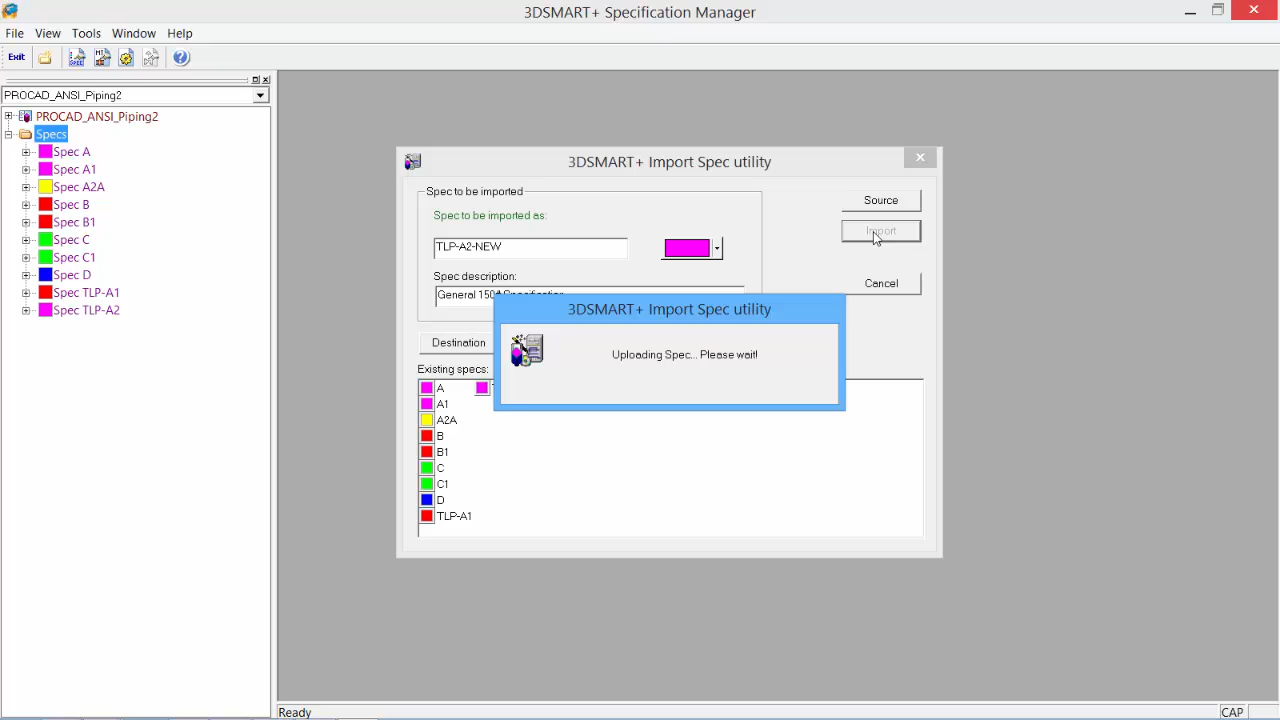 3DSMART+ Specification Manager
File View Tools Window Help
Exit
PROCAD_ANSI_Piping2
PROCAD_ANSI_Piping2
Specs
Spec A
Spec A1
Spec A2A
Spec B
Spec B1
Spec C
Spec C1
Spec D
Spec TLP-A1
Spec TLP-A2
3DSMART+ Import Spec utility
Spec to be imported
Spec to be imported as:
TLP-A2-NEW
Spec description:
General 150# Specification
Source
Import
Cancel
Destination
Existing specs:
3DSMART+ Import Spec utility
Uploading Spec... Please wait!
A
A1
A2A
B
B1
C
C1
D
TLP-A1
Ready
CAP